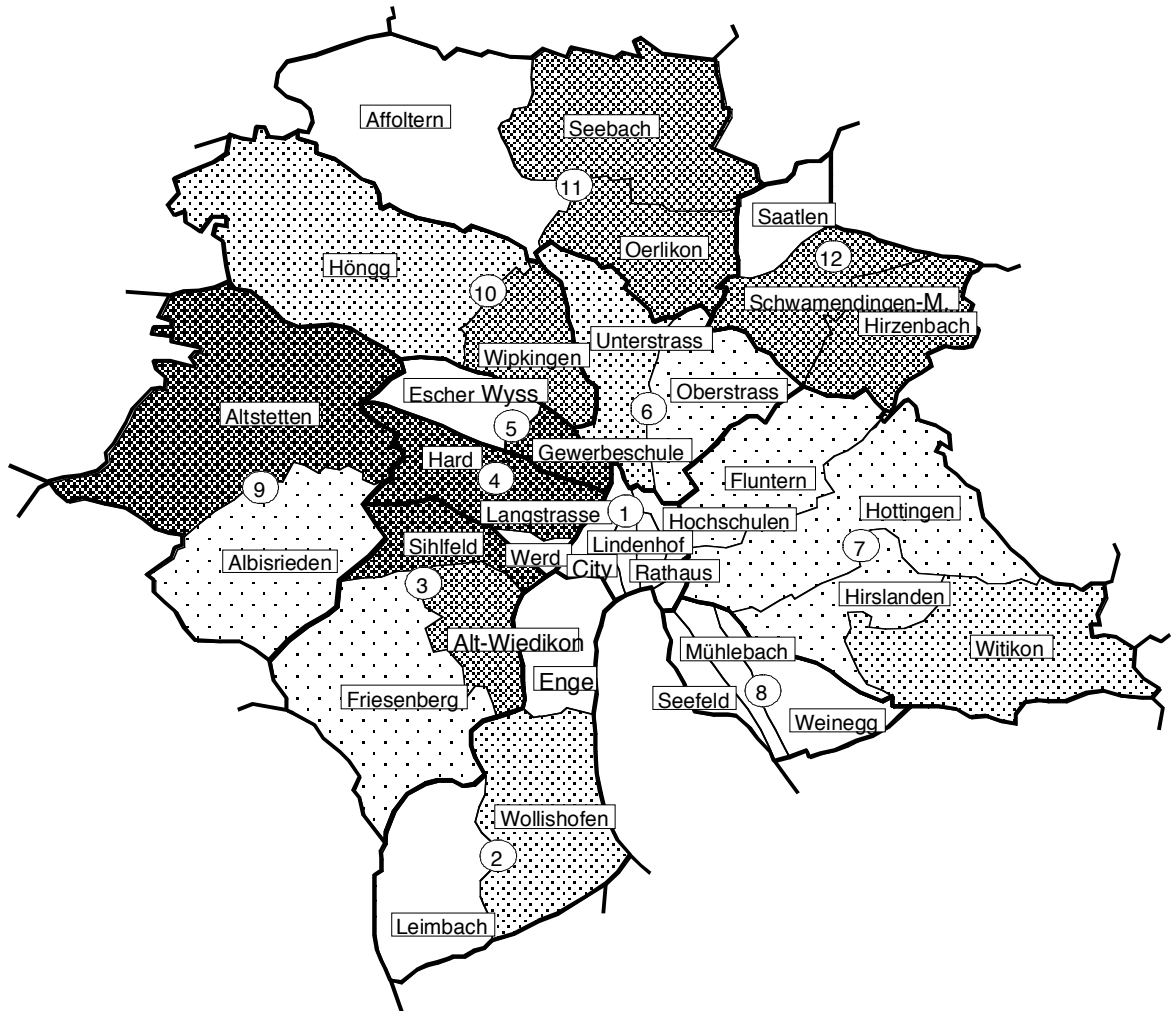 Affoltern
Seebach
11
Saatlen
Oerlikon
12
Höngg
10
Schwamendingen-M.
Hirzenbach
Unterstrass
Wipkingen
Escher Wyss
Oberstrass
Altstetten
6
5
Gewerbeschule
Hard
4
Fluntern
9
Hottingen
Langstrasse
1
Hochschulen
Sihlfeld
Lindenhof
7
Werd
City
Rathaus
Albisrieden
3
Hirslanden
Alt-Wiedikon
Mühlebach
Witikon
Enge
Friesenberg
Seefeld
8
Weinegg
Wollishofen
2
Leimbach